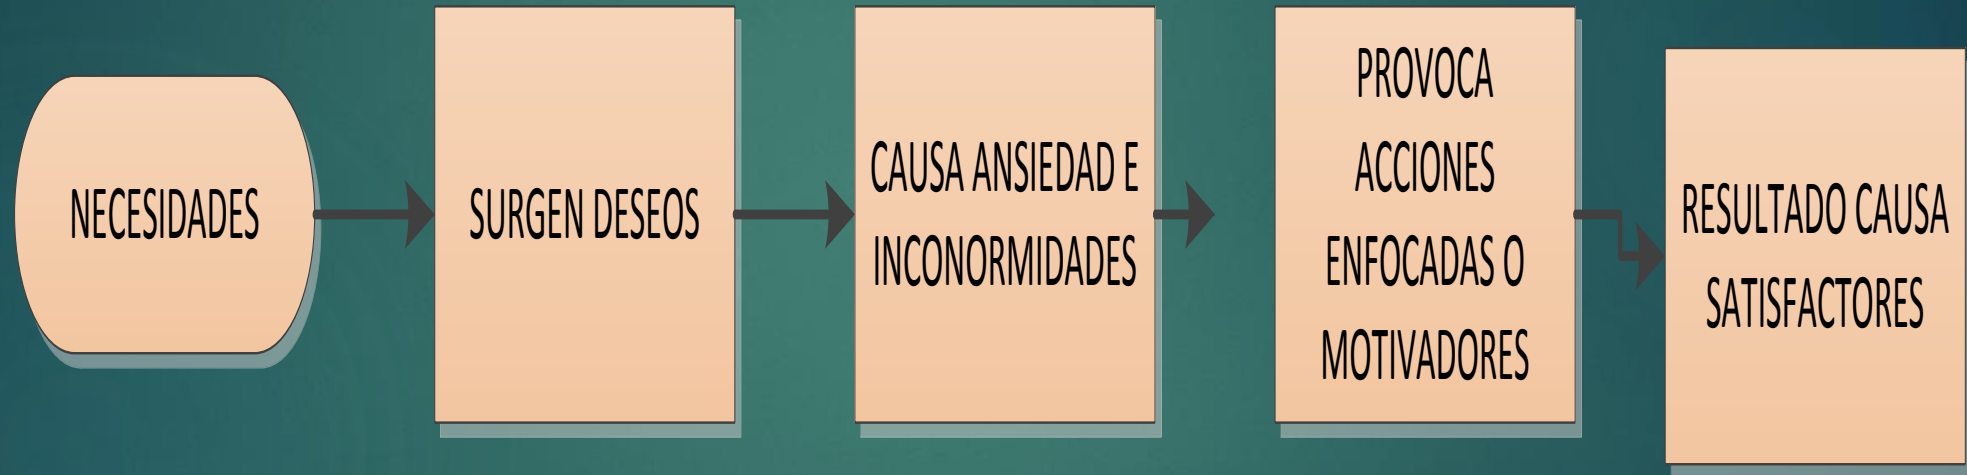 NECESIDADES
SURGEN DESEOS
CAUSA ANSIEDAD E
INCONORMIDADES
PROVOCA
ACCIONES
ENFOCADAS O
MOTIVADORES
RESULTADO CAUSA
SATISFACTORES